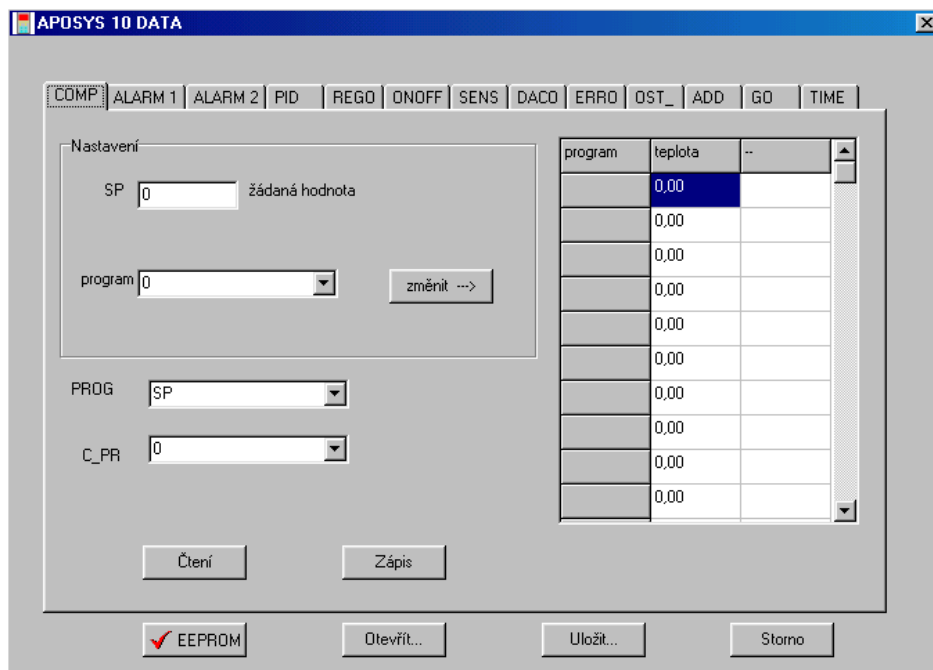 APOSYS 10 DATA
COMP ALARM 1 ALARM 2 PID REGO ONOFF SENS DACO ERRO OST_ ADD GO TIME
Nastavení
SP 0 žádaná hodnota
program 0 změnit --->
PROG SP
C_PR 0
program teplota --
0,00
0,00
0,00
0,00
0,00
0,00
0,00
0,00
0,00
0,00
Čtení Zápis
EEPROM Otevřít... Uložit... Storno